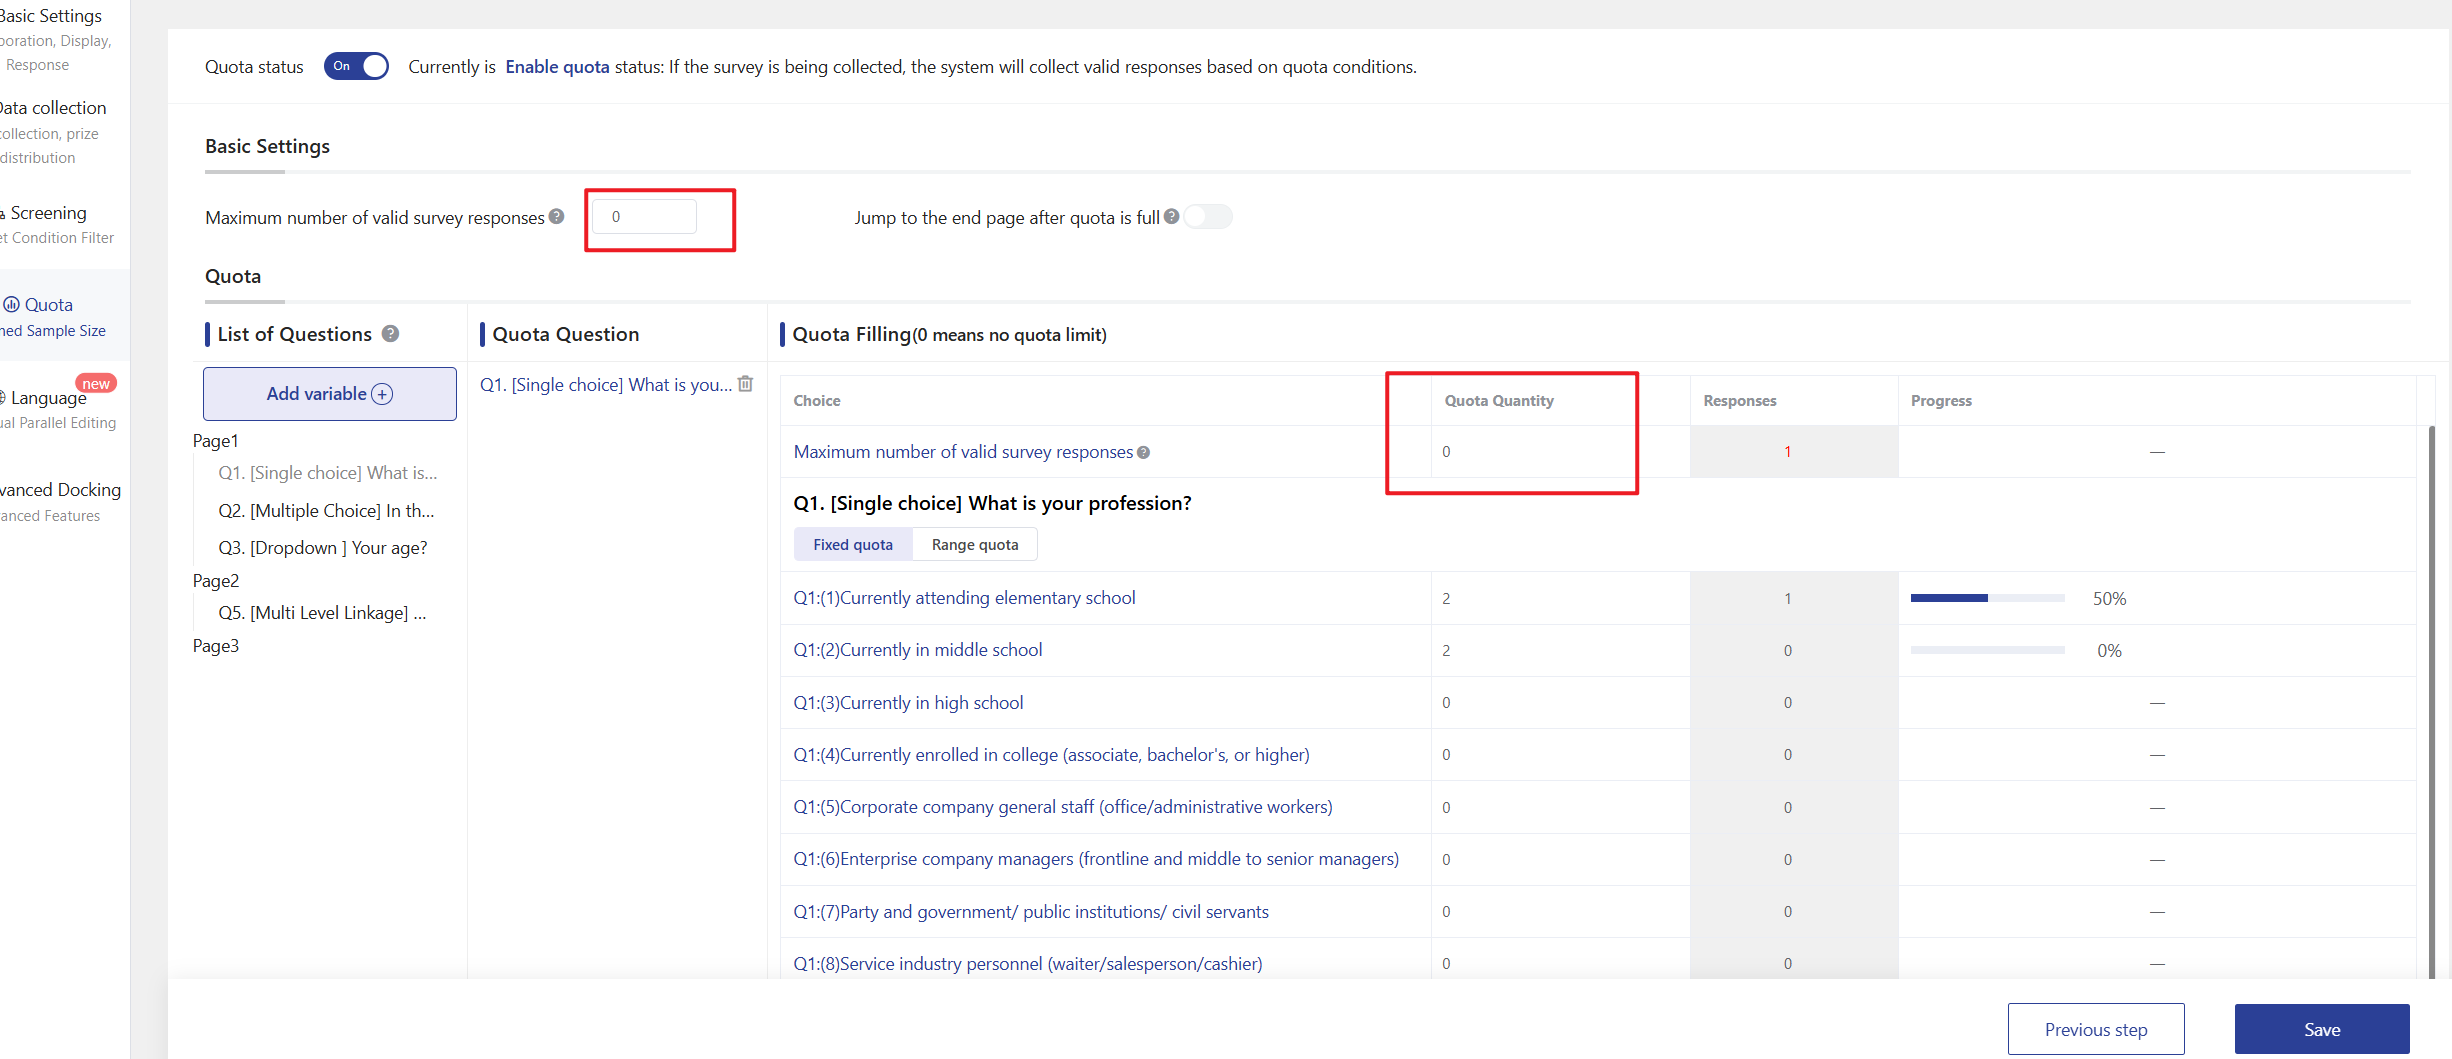 Basic Settings
Display,
Response
Data collection
collection, prize
distribution
Screening
Condition Filter
Quota
Sample Size
new
Language
Parallel Editing
Docking
Features
Quota status
On
Currently is Enable quota status: If the survey is being collected, the system will collect valid responses based on quota conditions.
Basic Settings
Maximum number of valid survey responses ?
0
Jump to the end page after quota is full ?
Quota
List of Questions ?
Add variable +
Page1
Q1. [Single choice] What is...
Q2. [Multiple Choice] In th...
Q3. [Dropdown ] Your age?
Page2
Q5. [Multi Level Linkage] ...
Page3
Quota Question
Q1. [Single choice] What is you...
Quota Filling(0 means no quota limit)
Choice Quota Quantity Responses Progress
Maximum number of valid survey responses ? 0 1 —
Q1. [Single choice] What is your profession?
Fixed quota Range quota
Q1:(1)Currently attending elementary school 2 1 50%
Q1:(2)Currently in middle school 2 0 0%
Q1:(3)Currently in high school 0 0 —
Q1:(4)Currently enrolled in college (associate, bachelor's, or higher) 0 0 —
Q1:(5)Corporate company general staff (office/administrative workers) 0 0 —
Q1:(6)Enterprise company managers (frontline and middle to senior managers) 0 0 —
Q1:(7)Party and government/ public institutions/ civil servants 0 0 —
Q1:(8)Service industry personnel (waiter/salesperson/cashier) 0 0 —
Previous step
Save